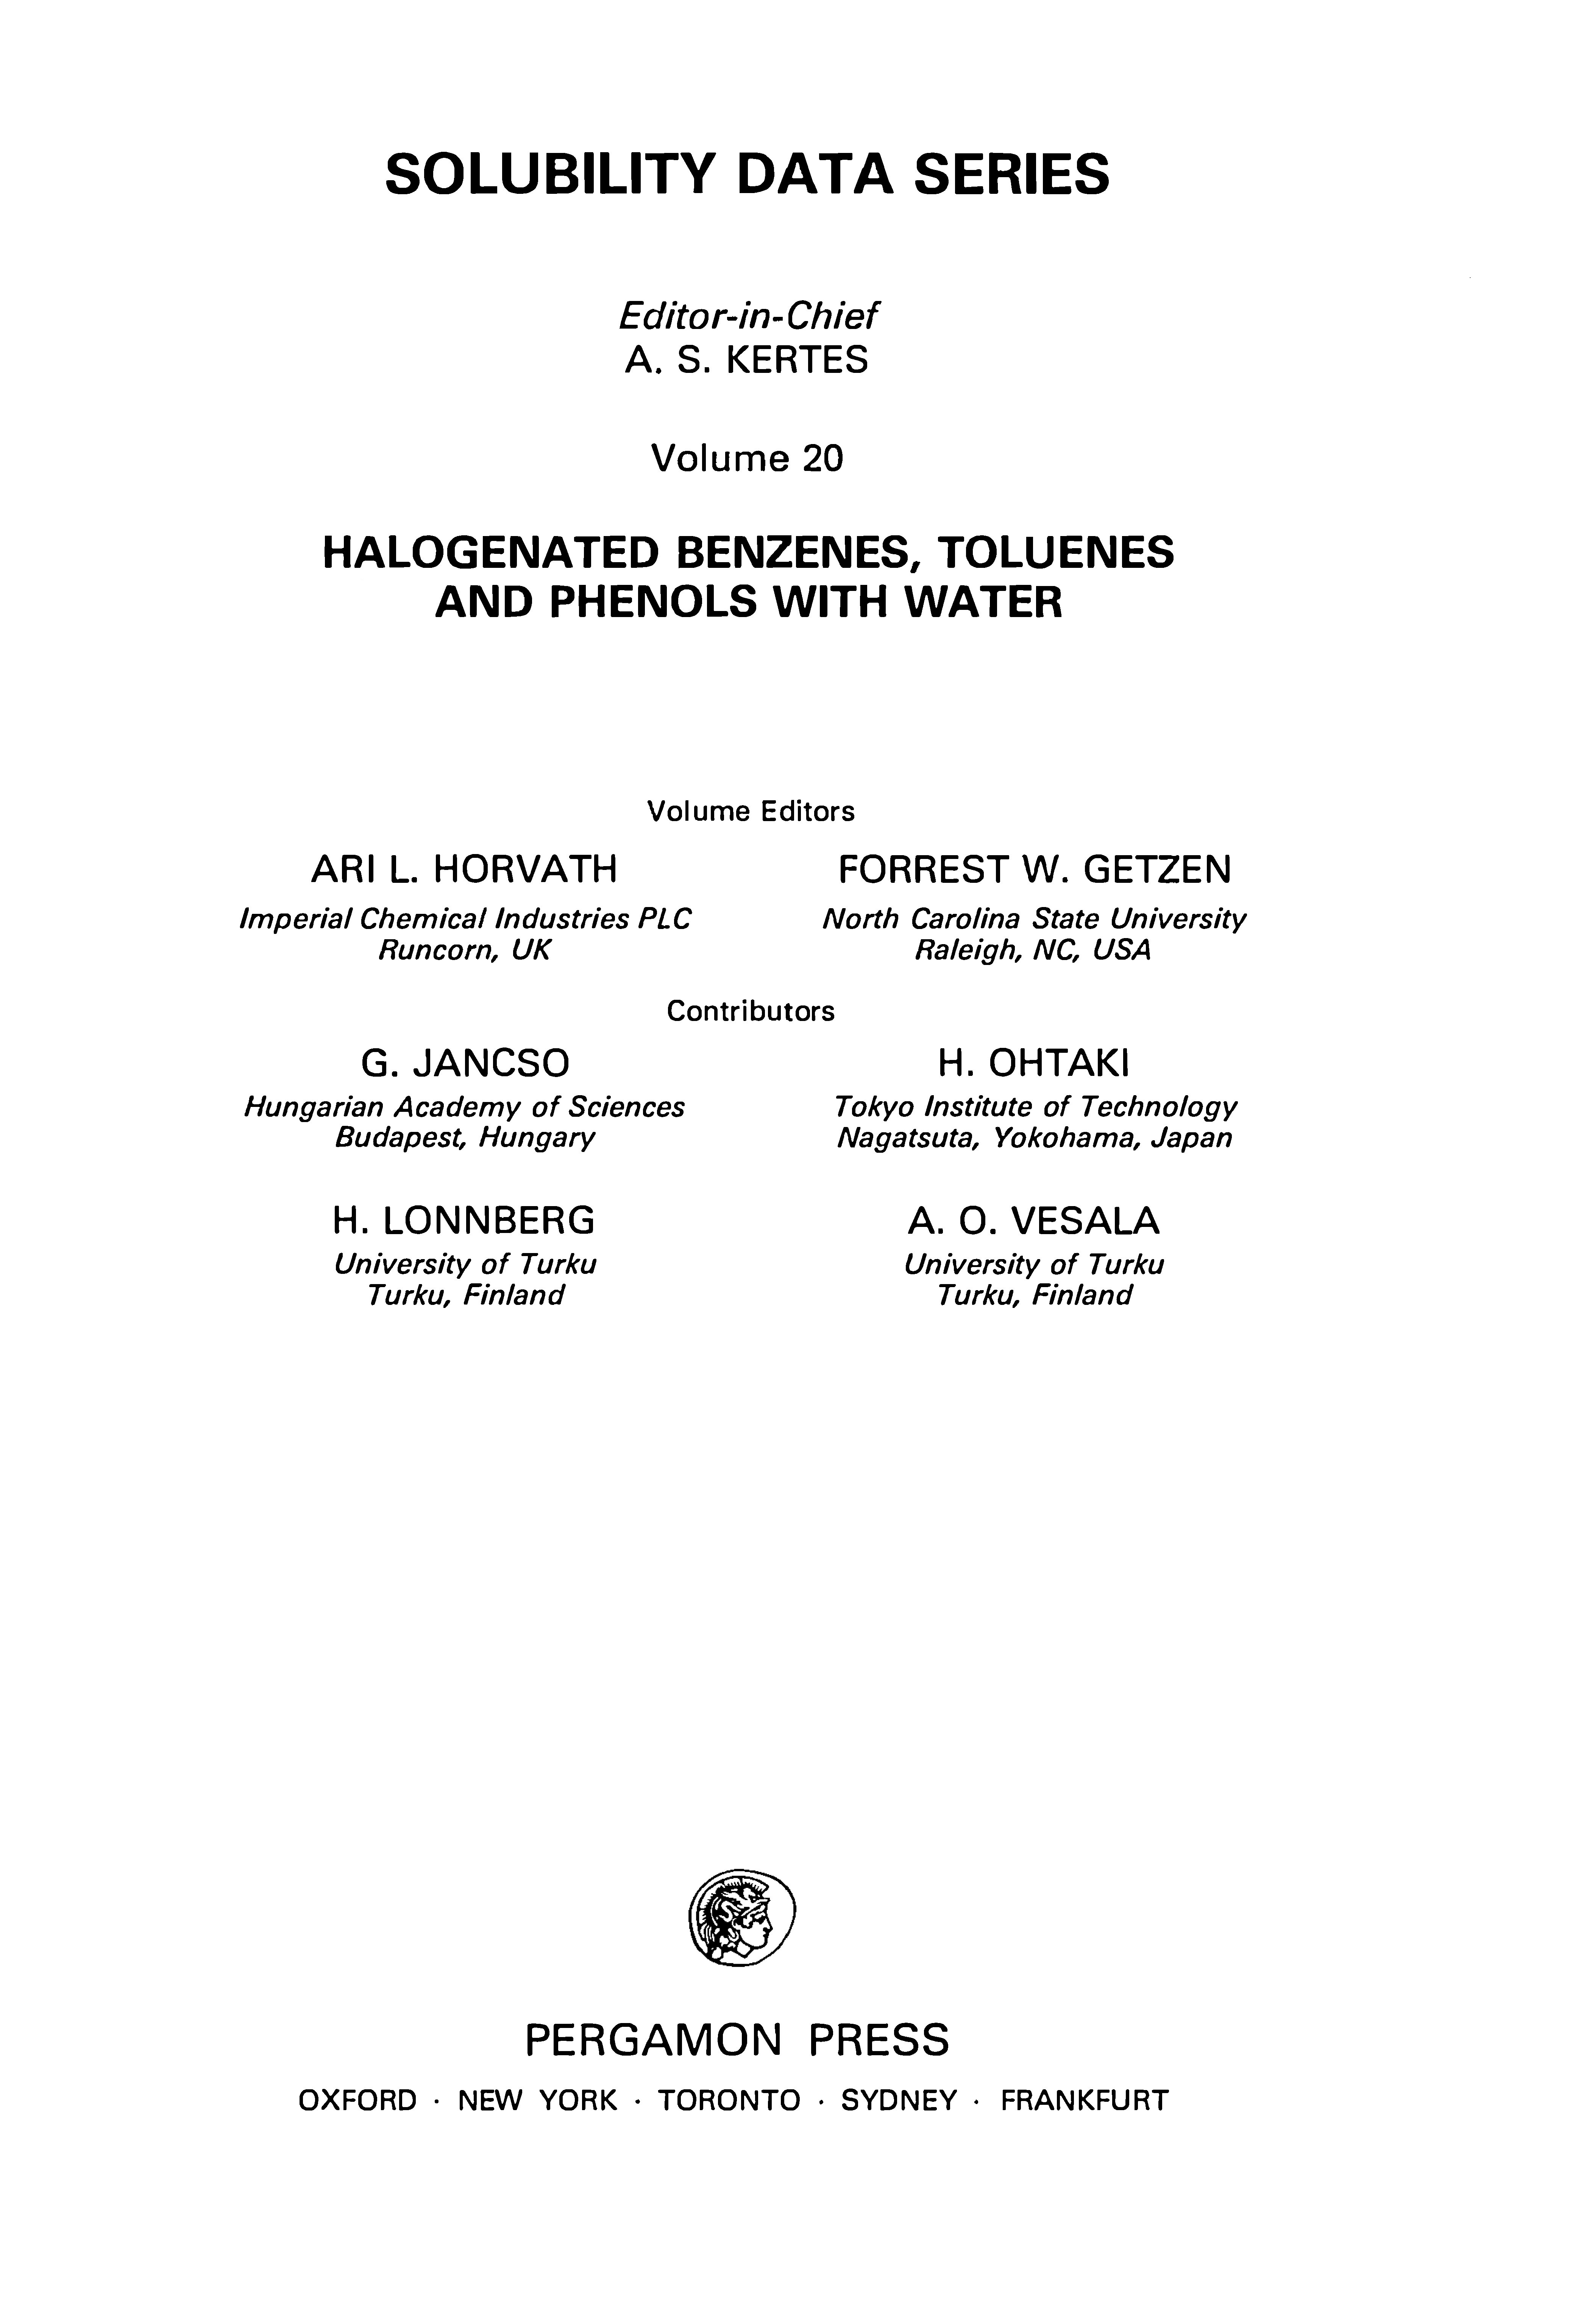 SOLUBILITY DATA SERIES
Editor-in-Chief
A. S. KERTES
Volume 20
HALOGENATED BENZENES, TOLUENES
AND PHENOLS WITH WATER
Volume Editors
ARI L. HORVATH
Imperial Chemical Industries PLC
Runcorn, UK
FORREST W. GETZEN
North Carolina State University
Raleigh, NC, USA
Contributors
G. JANCSO
Hungarian Academy of Sciences
Budapest, Hungary
H. OHTAKI
Tokyo Institute of Technology
Nagatsuta, Yokohama, Japan
H. LONNBERG
University of Turku
Turku, Finland
A. O. VESALA
University of Turku
Turku, Finland
PERGAMON PRESS
OXFORD · NEW YORK · TORONTO · SYDNEY · FRANKFURT